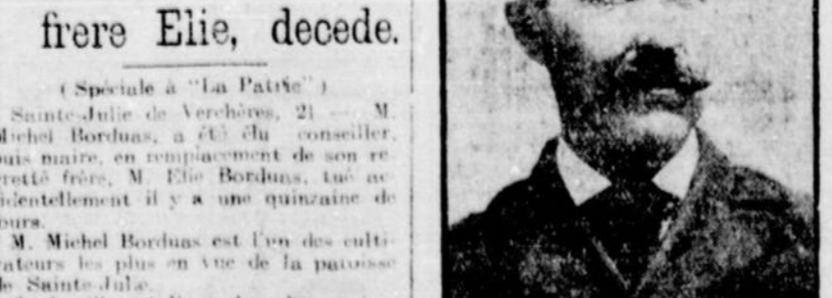 frere Elie, decede.
( Spéciale à "La Patrie" )
Sainte-Julie de Verchères, 21 — M.
Michel Borduas, a été élu conseiller,
puis maire, en remplacement de son re-
gretté frère, M. Elie Borduas, tué ac-
cidentellement il y a une quinzaine de
jours.
M. Michel Borduas est l'un des culti-
vateurs les plus en vue de la paroisse
de Sainte-Julie.